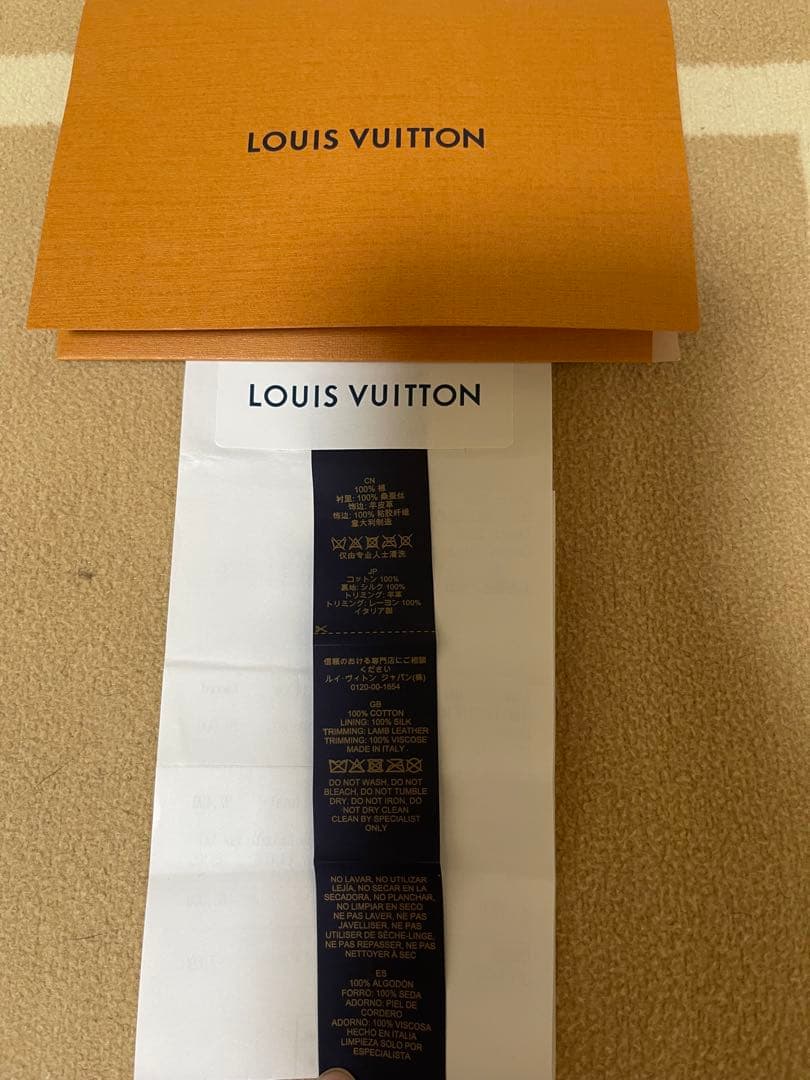 LOUIS VUITTON
LOUIS VUITTON
CN
100% 棉
衬里: 100% 桑蚕丝
饰边: 羊皮革
饰边: 100% 粘胶纤维
意大利制造
仅由专业人士清洗
JP
コットン 100%
裏地: シルク 100%
トリミング: 羊革
トリミング: レーヨン 100%
イタリア製
信頼のおける専門店にご相談
ください
ルイ・ヴィトン ジャパン(株)
0120-00-1854
GB
100% COTTON
LINING: 100% SILK
TRIMMING: LAMB LEATHER
TRIMMING: 100% VISCOSE
MADE IN ITALY .
DO NOT WASH, DO NOT
BLEACH, DO NOT TUMBLE
DRY, DO NOT IRON, DO
NOT DRY CLEAN
CLEAN BY SPECIALIST
ONLY
NO LAVAR, NO UTILIZAR
LEJÍA, NO SECAR EN LA
SECADORA, NO PLANCHAR,
NO LIMPIAR EN SECO
NE PAS LAVER, NE PAS
JAVELLISER, NE PAS
UTILISER DE SÈCHE-LINGE,
NE PAS REPASSER, NE PAS
NETTOYER À SEC
ES
100% ALGODÓN
FORRO: 100% SEDA
ADORNO: PIEL DE
CORDERO
ADORNO: 100% VISCOSA
HECHO EN ITALIA
LIMPIEZA SOLO POR
ESPECIALISTA